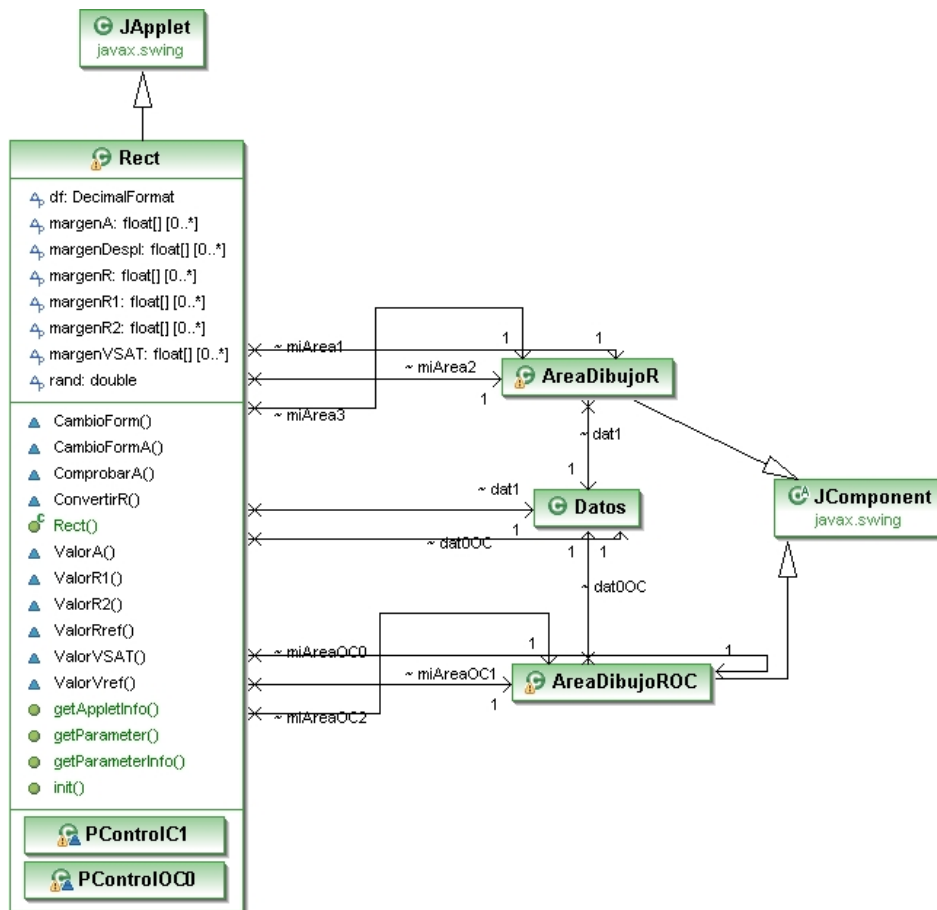 JApplet
javax.swing
Rect
df: DecimalFormat
margenA: float[] [0..*]
margenDespl: float[] [0..*]
margenR: float[] [0..*]
margenR1: float[] [0..*]
margenR2: float[] [0..*]
margenVSAT: float[] [0..*]
rand: double
CambioForm()
CambioFormA()
ComprobarA()
ConvertirR()
Rect()
ValorA()
ValorR1()
ValorR2()
ValorRref()
ValorVSAT()
ValorVref()
getAppletInfo()
getParameter()
getParameterInfo()
init()
PControlC1
PControlOC0
~ miArea1
1
1
~ miArea2
1
~ miArea3
AreaDibujoR
~ dat1
1
~ dat1
1
Datos
~ dat0OC
1
1
~ dat0OC
JComponent
javax.swing
~ miAreaOC0
1
1
~ miAreaOC1
1
~ miAreaOC2
AreaDibujoROC